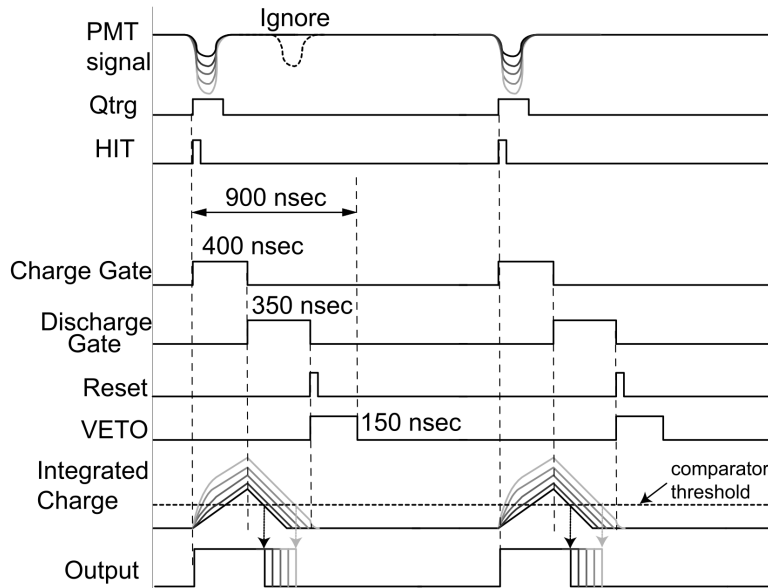 Ignore
PMT
signal
Qtrg
HIT
900 nsec
400 nsec
Charge Gate
350 nsec
Discharge
Gate
Reset
VETO
150 nsec
Integrated
Charge
comparator
threshold
Output